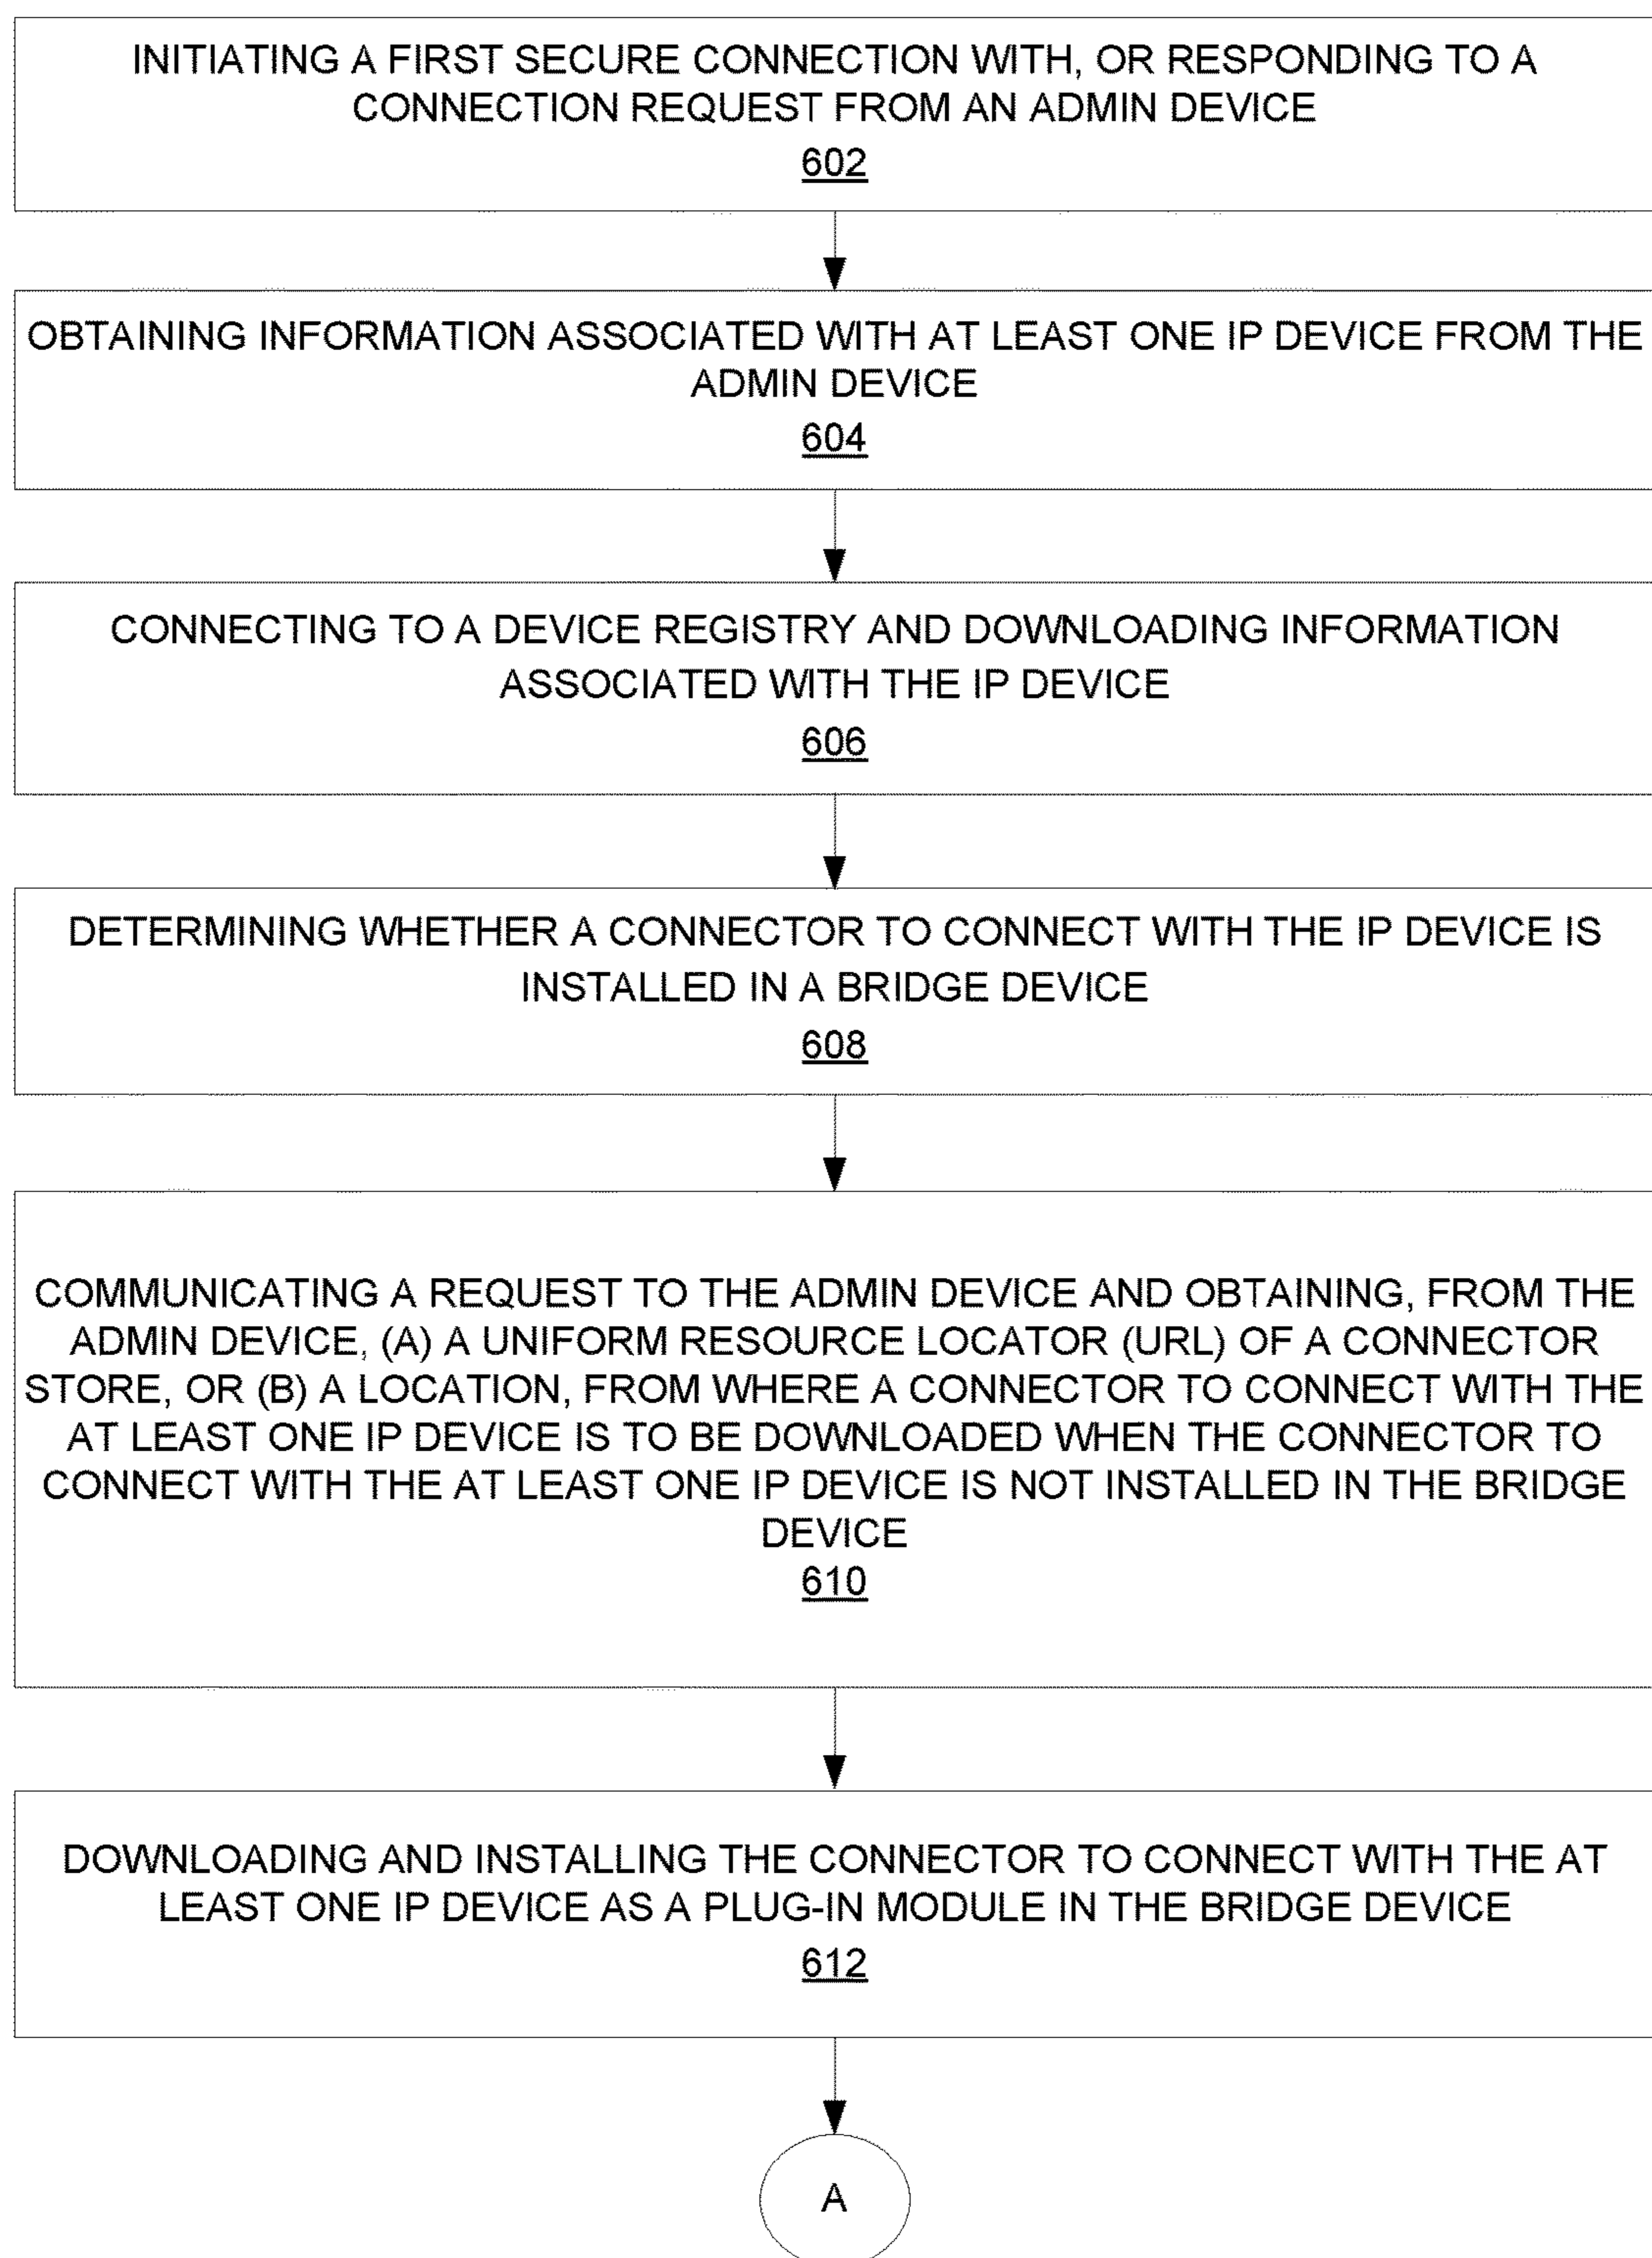 INITIATING A FIRST SECURE CONNECTION WITH, OR RESPONDING TO A
CONNECTION REQUEST FROM AN ADMIN DEVICE
602
OBTAINING INFORMATION ASSOCIATED WITH AT LEAST ONE IP DEVICE FROM THE
ADMIN DEVICE
604
CONNECTING TO A DEVICE REGISTRY AND DOWNLOADING INFORMATION
ASSOCIATED WITH THE IP DEVICE
606
DETERMINING WHETHER A CONNECTOR TO CONNECT WITH THE IP DEVICE IS
INSTALLED IN A BRIDGE DEVICE
608
COMMUNICATING A REQUEST TO THE ADMIN DEVICE AND OBTAINING, FROM THE
ADMIN DEVICE, (A) A UNIFORM RESOURCE LOCATOR (URL) OF A CONNECTOR
STORE, OR (B) A LOCATION, FROM WHERE A CONNECTOR TO CONNECT WITH THE
AT LEAST ONE IP DEVICE IS TO BE DOWNLOADED WHEN THE CONNECTOR TO
CONNECT WITH THE AT LEAST ONE IP DEVICE IS NOT INSTALLED IN THE BRIDGE
DEVICE
610
DOWNLOADING AND INSTALLING THE CONNECTOR TO CONNECT WITH THE AT
LEAST ONE IP DEVICE AS A PLUG-IN MODULE IN THE BRIDGE DEVICE
612
A